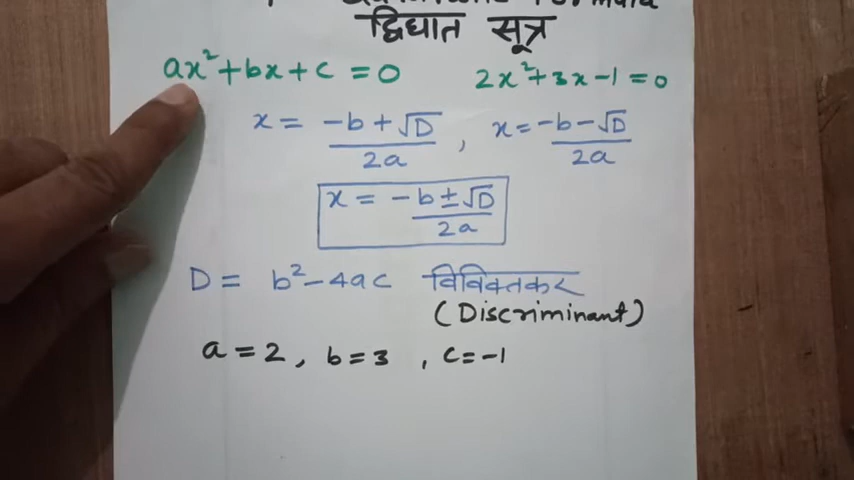 द्विघात सूत्र
ax²+bx+c=0 2x²+3x-1=0
x = -b+√D/2a , x = -b-√D/2a
x = -b±√D/2a
D = b²-4ac विविक्तकर
(Discriminant)
a=2, b=3 , c=-1